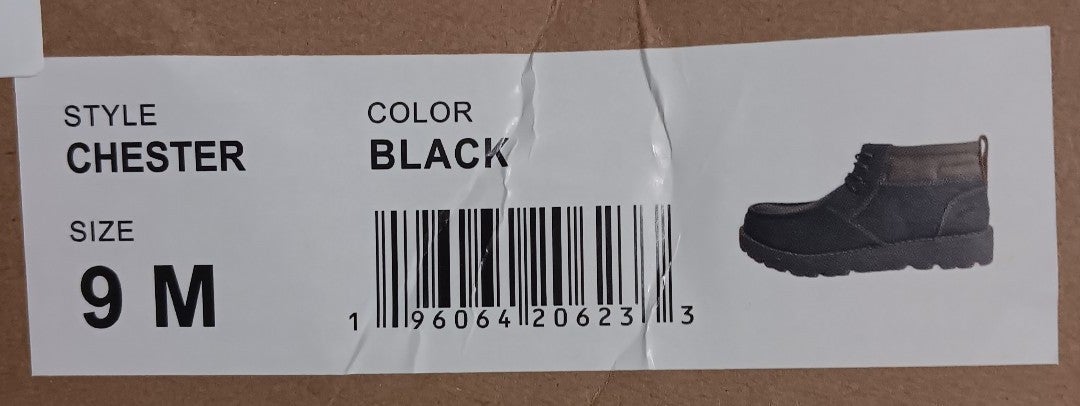 STYLE
CHESTER
COLOR
BLACK
SIZE
9 M
1 96064 20623 3